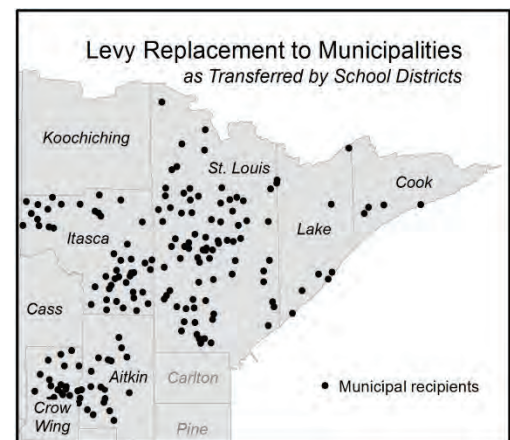 Levy Replacement to Municipalities
as Transferred by School Districts
Koochiching
St. Louis
Cook
Lake
Itasca
Cass
Aitkin
Carlton
Municipal recipients
Crow
Wing
Pine